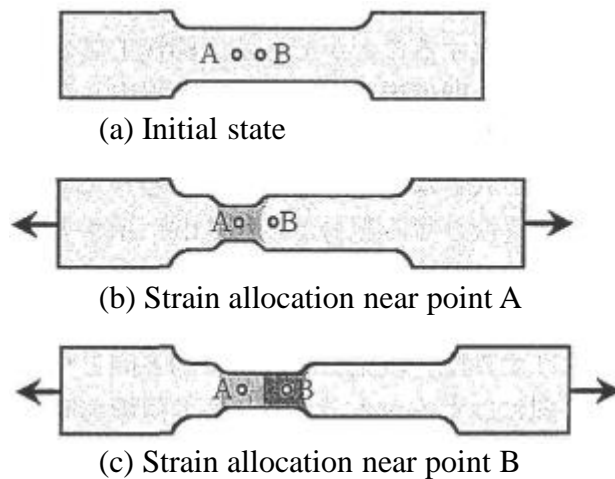 A B
(a) Initial state
A B
(b) Strain allocation near point A
A B
(c) Strain allocation near point B